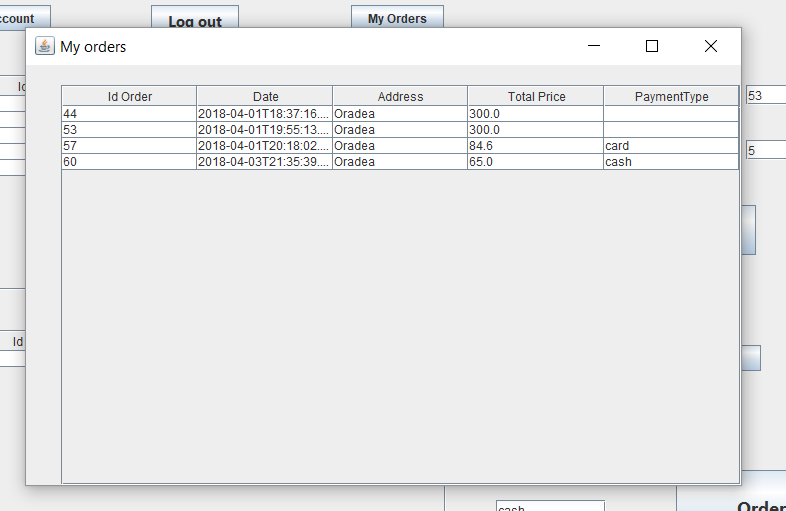 ccount
Log out
My Orders
My orders
Id Order Date Address Total Price PaymentType
44 2018-04-01T18:37:16.... Oradea 300.0
53 2018-04-01T19:55:13.... Oradea 300.0
57 2018-04-01T20:18:02.... Oradea 84.6 card
60 2018-04-03T21:35:39.... Oradea 65.0 cash
Id
53
5
Id
cash
Order